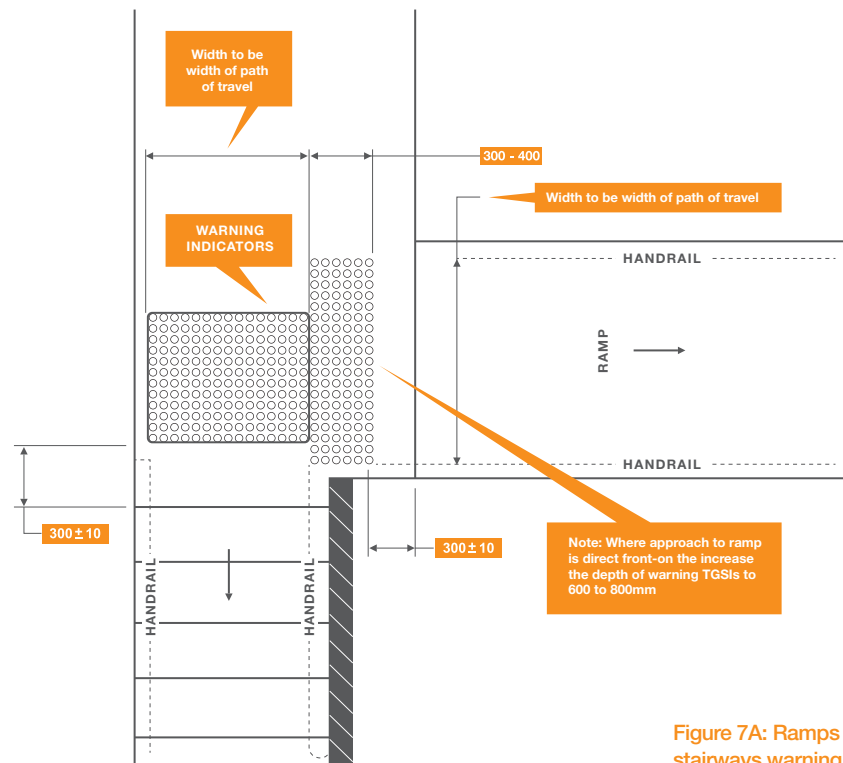 Width to be
width of path
of travel
300 - 400
Width to be width of path of travel
WARNING
INDICATORS
HANDRAIL
RAMP
HANDRAIL
300 ± 10
300 ± 10
Note: Where approach to ramp
is direct front-on the increase
the depth of warning TGSIs to
600 to 800mm
HANDRAIL
HANDRAIL
Figure 7A: Ramps
stairways warning